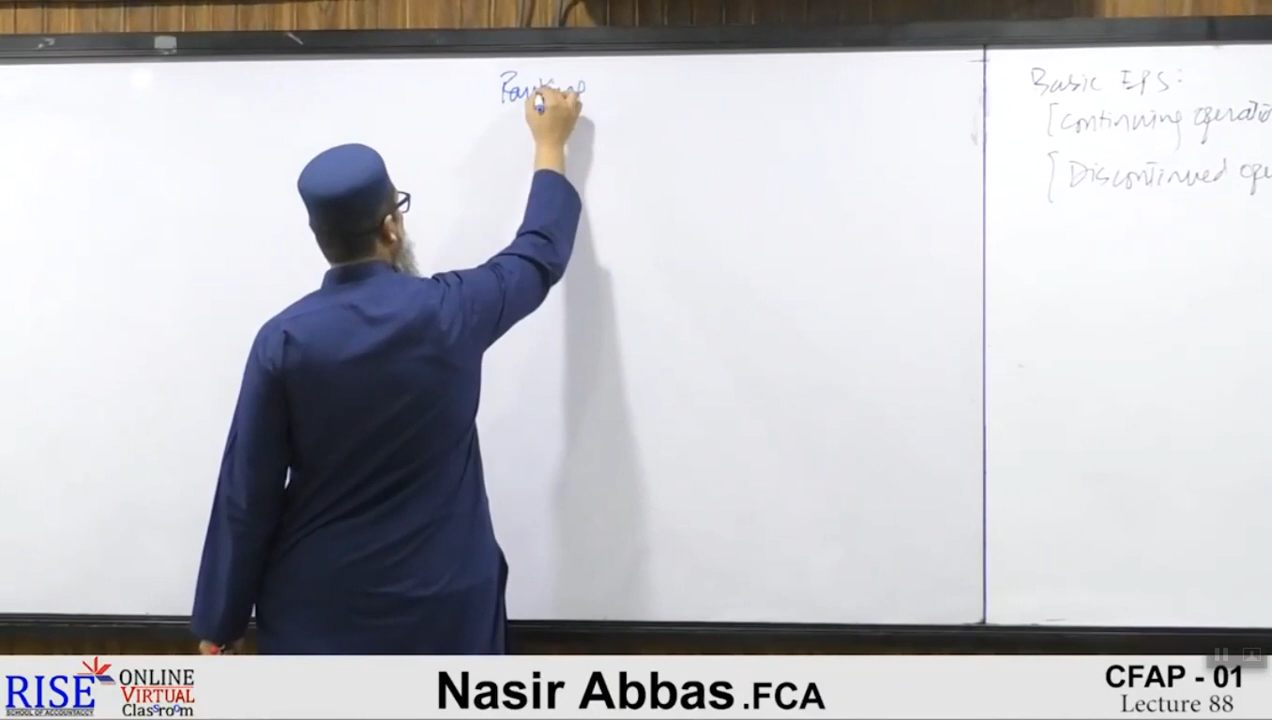 Ranking
Basic EPS:
[Continuing operatio
[Discontinued ope
RISE
SCHOOL OF ACCOUNTANCY
ONLINE
VIRTUAL
Classroom
Nasir Abbas.FCA
CFAP - 01
Lecture 88